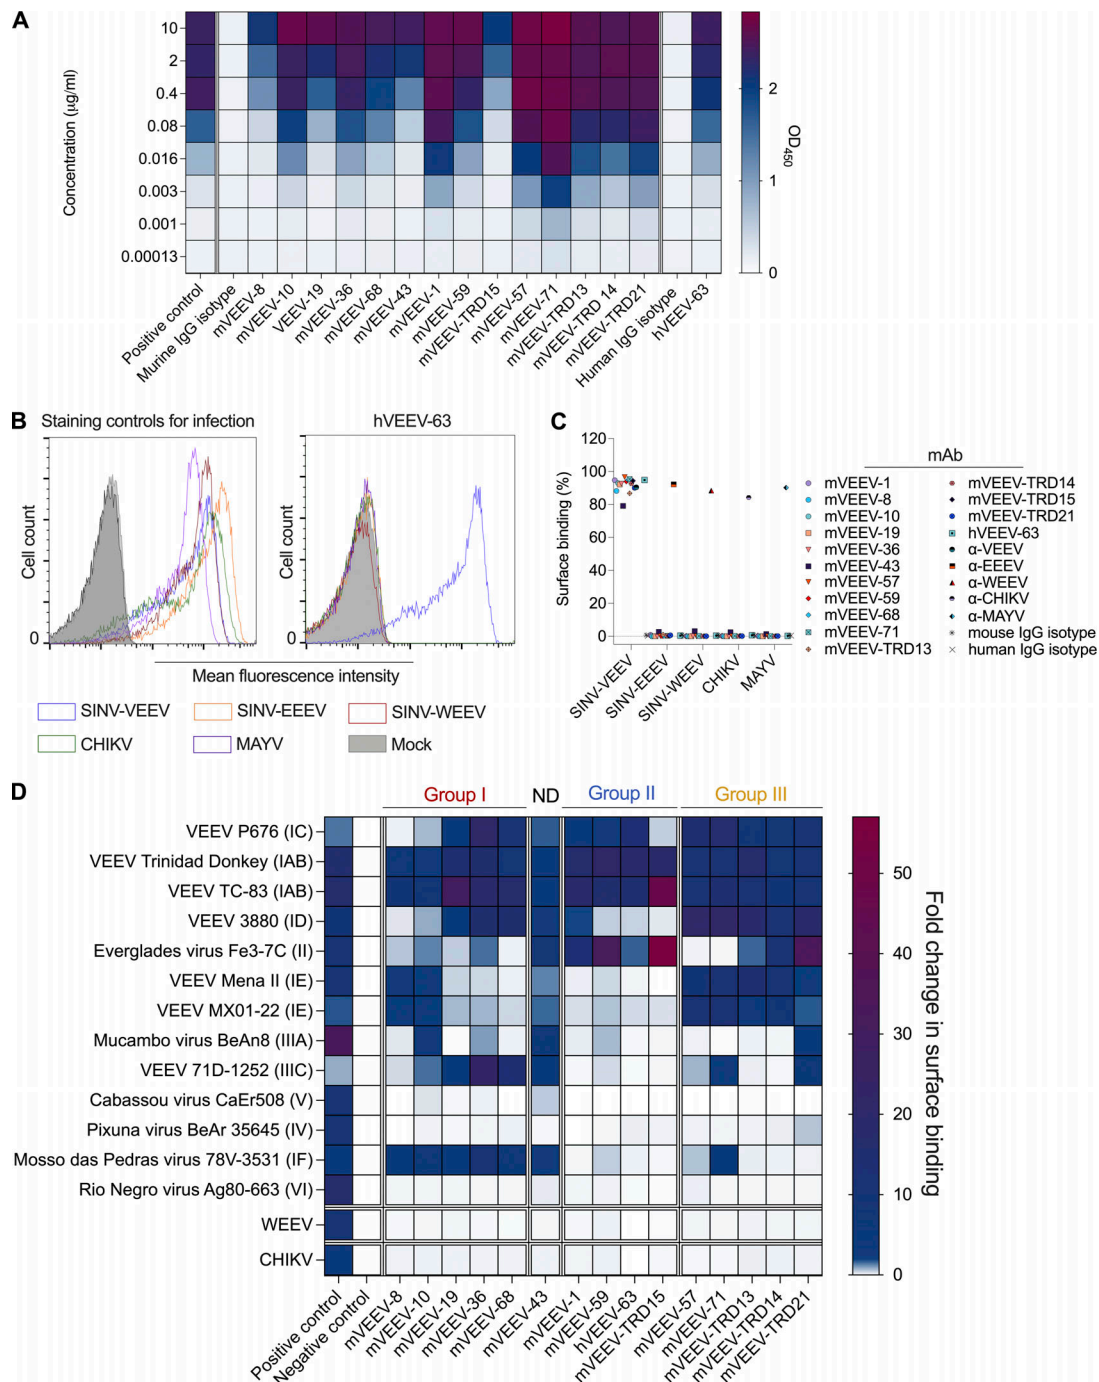 A
Concentration (µg/ml)
10
2
0.4
0.08
0.016
0.003
0.001
0.00013
Positive control
Murine IgG isotype
mVEEV-8
mVEEV-10
VEEV-19
mVEEV-36
mVEEV-68
mVEEV-43
mVEEV-1
mVEEV-59
mVEEV-TRD15
mVEEV-57
mVEEV-71
mVEEV-TRD13
mVEEV-TRD 14
mVEEV-TRD21
Human IgG isotype
hVEEV-63
2
1
0
OD450
B
Staining controls for infection
hVEEV-63
Cell count
0
Cell count
0
Mean fluorescence intensity
SINV-VEEV
SINV-EEEV
SINV-WEEV
CHIKV
MAYV
Mock
C
Surface binding (%)
120
100
80
60
40
20
0
SINV-VEEV
SINV-EEEV
SINV-WEEV
CHIKV
MAYV
mAb
mVEEV-1
mVEEV-8
mVEEV-10
mVEEV-19
mVEEV-36
mVEEV-43
mVEEV-57
mVEEV-59
mVEEV-68
mVEEV-71
mVEEV-TRD13
mVEEV-TRD14
mVEEV-TRD15
mVEEV-TRD21
hVEEV-63
α-VEEV
α-EEEV
α-WEEV
α-CHIKV
α-MAYV
mouse IgG isotype
human IgG isotype
D
Group I
ND
Group II
Group III
VEEV P676 (IC)
VEEV Trinidad Donkey (IAB)
VEEV TC-83 (IAB)
VEEV 3880 (ID)
Everglades virus Fe3-7C (II)
VEEV Mena II (IE)
VEEV MX01-22 (IE)
Mucambo virus BeAn8 (IIIA)
VEEV 71D-1252 (IIIC)
Cabassou virus CaEr508 (V)
Pixuna virus BeAr 35645 (IV)
Mosso das Pedras virus 78V-3531 (IF)
Rio Negro virus Ag80-663 (VI)
WEEV
CHIKV
Positive control
Negative control
mVEEV-8
mVEEV-10
mVEEV-19
mVEEV-36
mVEEV-68
mVEEV-43
mVEEV-1
mVEEV-59
hVEEV-63
mVEEV-TRD15
mVEEV-57
mVEEV-71
mVEEV-TRD13
mVEEV-TRD14
mVEEV-TRD21
50
40
30
20
10
0
Fold change in surface binding